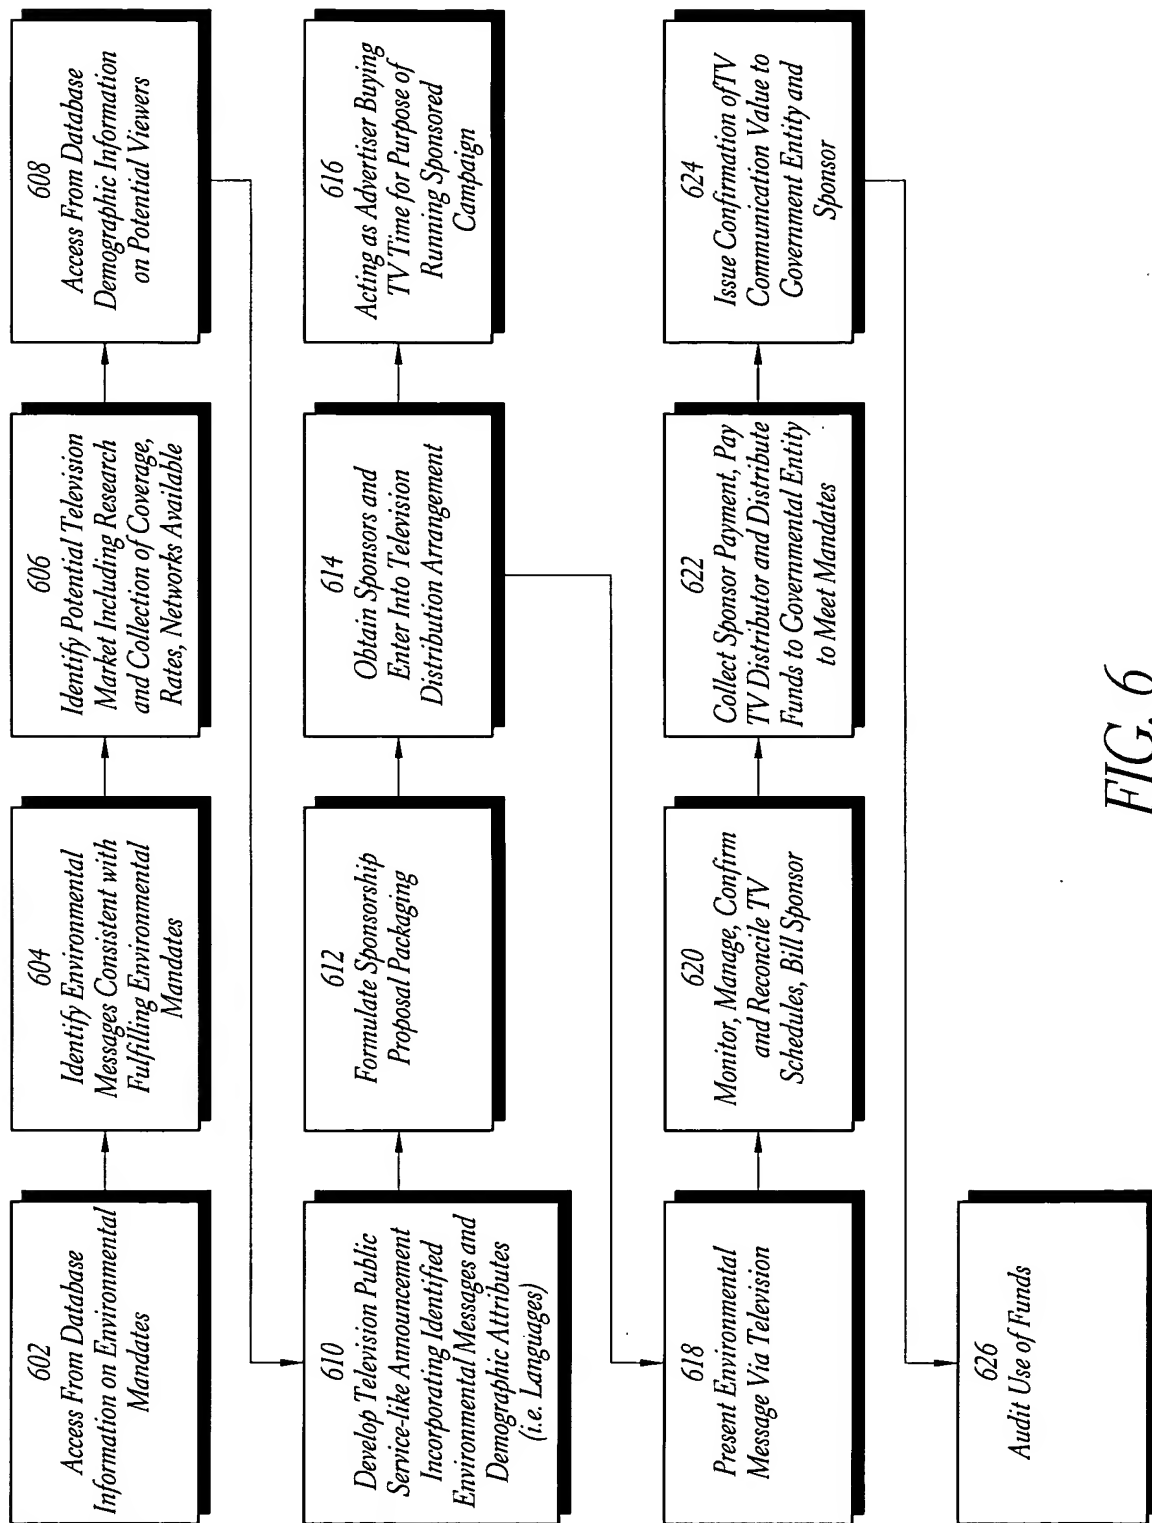 602
Access From Database
Information on Environmental
Mandates
604
Identify Environmental
Messages Consistent with
Fulfilling Environmental
Mandates
606
Identify Potential Television
Market Including Research
and Collection of Coverage,
Rates, Networks Available
608
Access From Database
Demographic Information
on Potential Viewers
610
Develop Television Public
Service-like Announcement
Incorporating Identified
Environmental Messages and
Demographic Attributes
(i.e. Languages)
612
Formulate Sponsorship
Proposal Packaging
614
Obtain Sponsors and
Enter Into Television
Distribution Arrangement
616
Acting as Advertiser Buying
TV Time for Purpose of
Running Sponsored
Campaign
618
Present Environmental
Message Via Television
620
Monitor, Manage, Confirm
and Reconcile TV
Schedules, Bill Sponsor
622
Collect Sponsor Payment, Pay
TV Distributor and Distribute
Funds to Governmental Entity
to Meet Mandates
624
Issue Confirmation of TV
Communication Value to
Government Entity and
Sponsor
626
Audit Use of Funds
FIG. 6